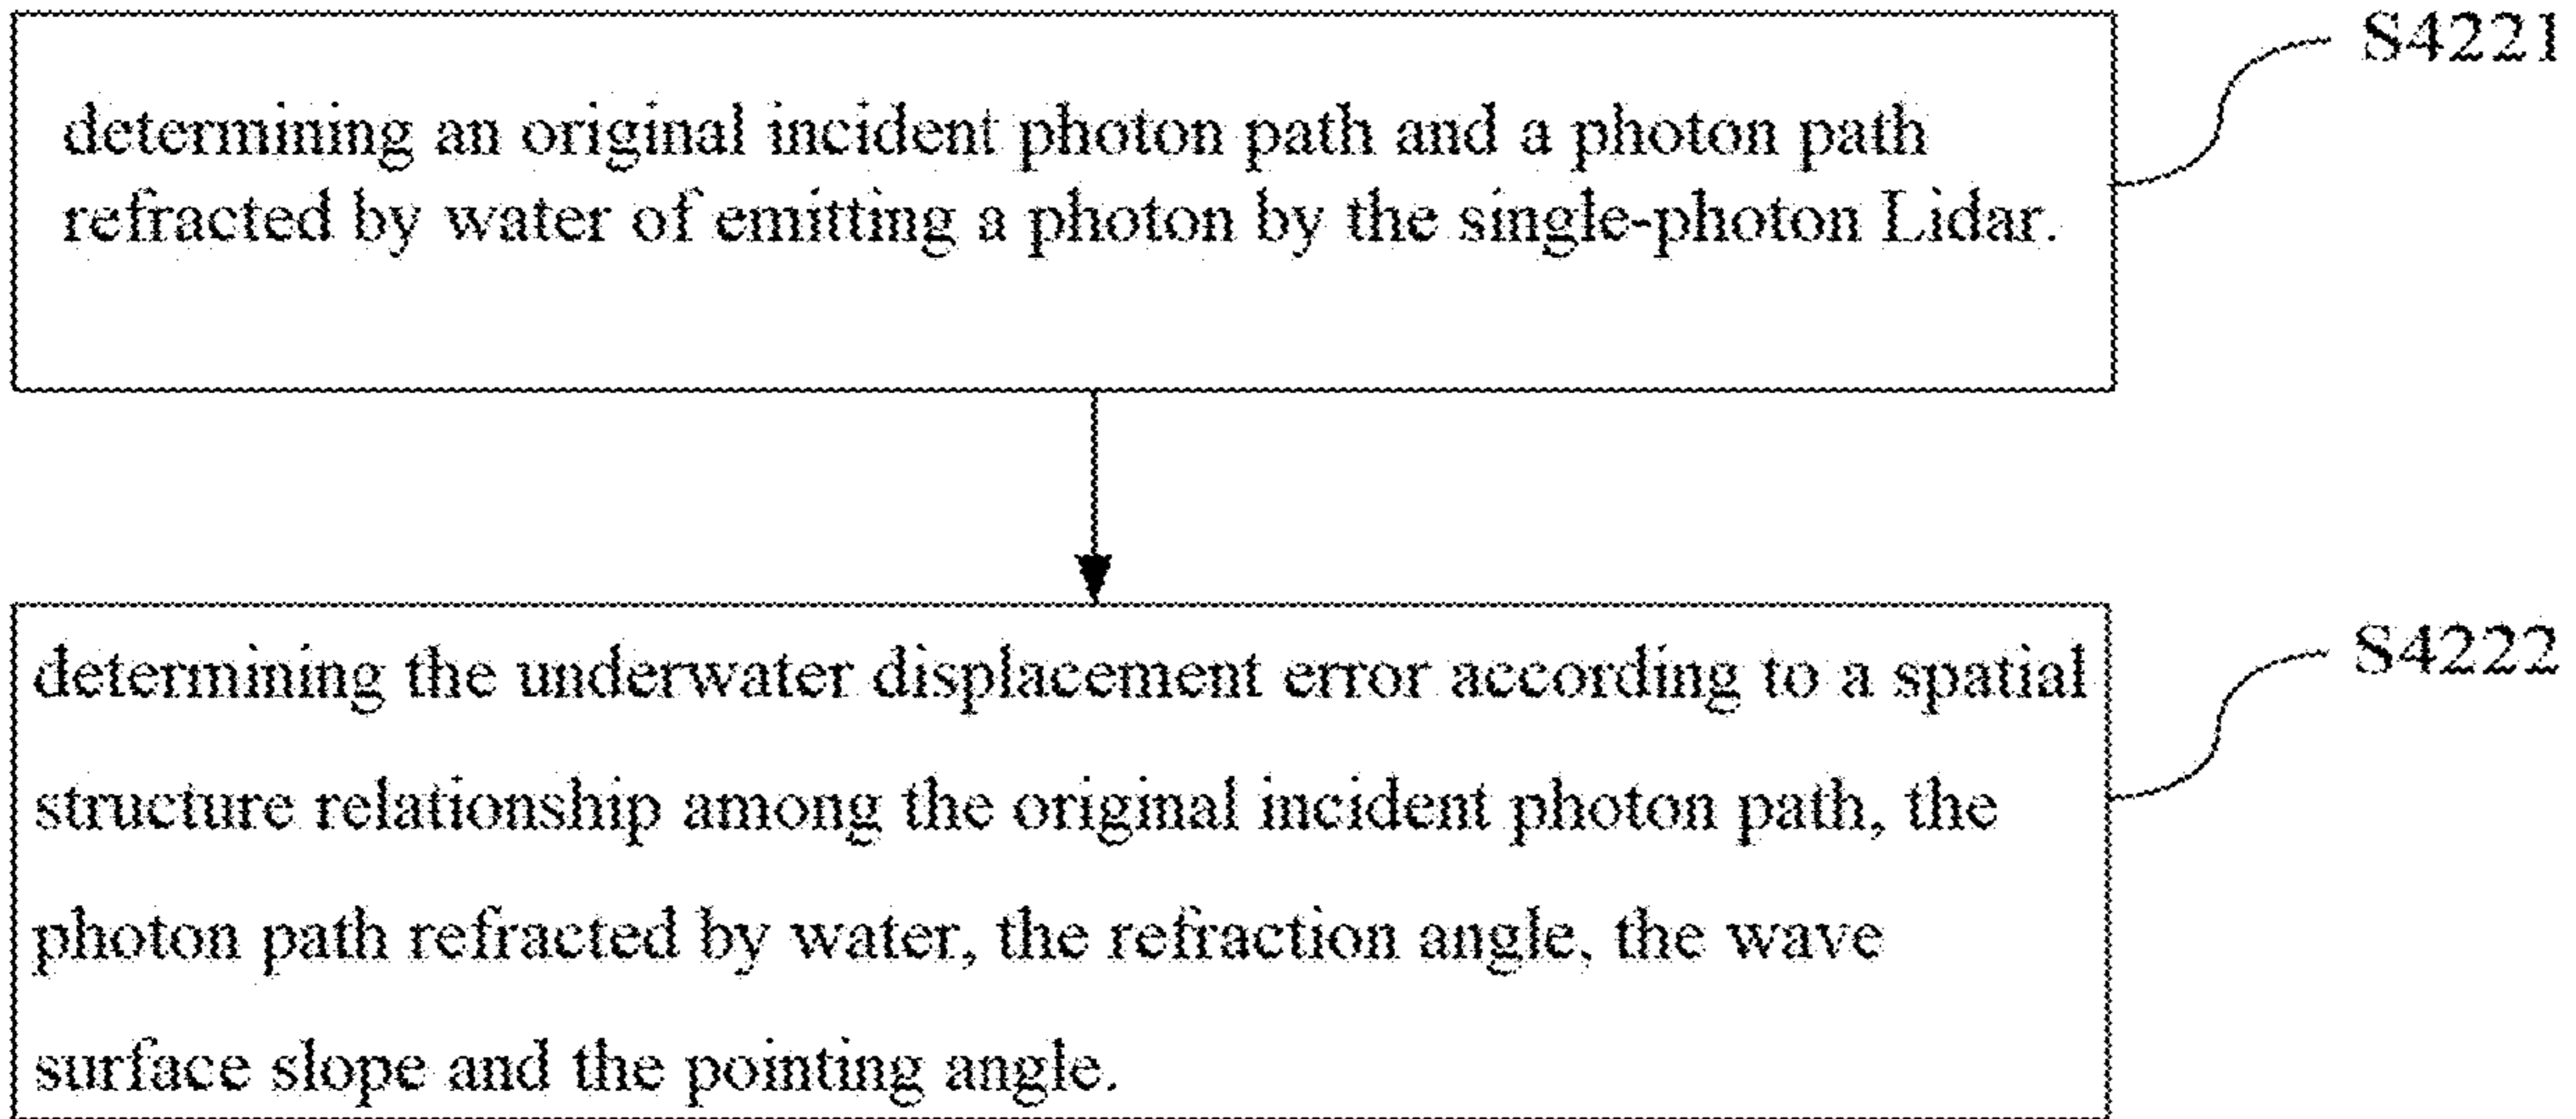 S4221
determining an original incident photon path and a photon path
refracted by water of emitting a photon by the single-photon Lidar.
S4222
determining the underwater displacement error according to a spatial
structure relationship among the original incident photon path, the
photon path refracted by water, the refraction angle, the wave
surface slope and the pointing angle.